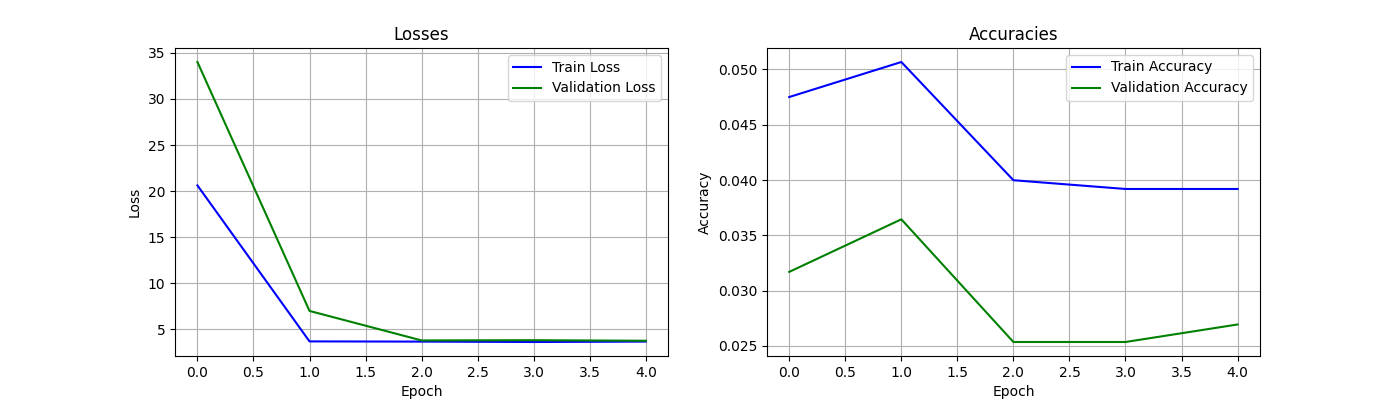 Losses
35
30
25
20
15
10
5
Loss
Train Loss
Validation Loss
0.0 0.5 1.0 1.5 2.0 2.5 3.0 3.5 4.0
Epoch
Accuracies
0.050
0.045
0.040
0.035
0.030
0.025
Accuracy
Train Accuracy
Validation Accuracy
0.0 0.5 1.0 1.5 2.0 2.5 3.0 3.5 4.0
Epoch